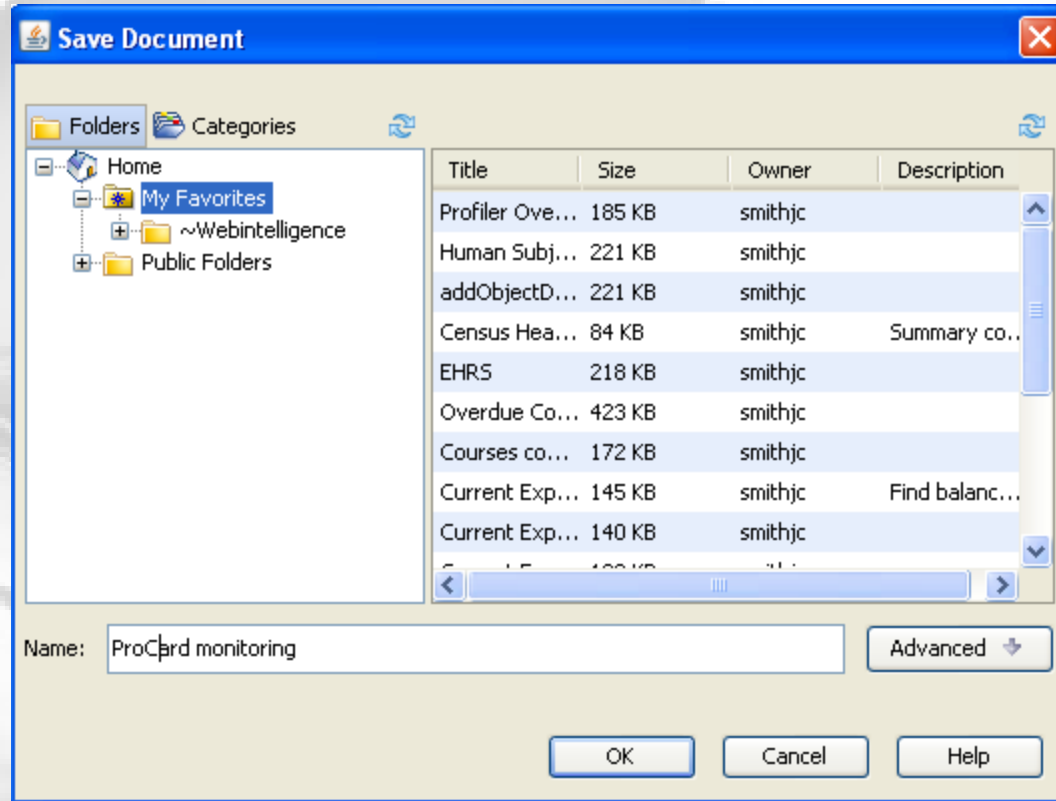 Save Document
Folders Categories
Home
My Favorites
~Webintelligence
Public Folders
Title Size Owner Description
Profiler Ove... 185 KB smithjc
Human Subj... 221 KB smithjc
addObjectD... 221 KB smithjc
Census Hea... 84 KB smithjc Summary co...
EHRS 218 KB smithjc
Overdue Co... 423 KB smithjc
Courses co... 172 KB smithjc
Current Exp... 145 KB smithjc Find balanc...
Current Exp... 140 KB smithjc
Name: ProCard monitoring Advanced
OK Cancel Help